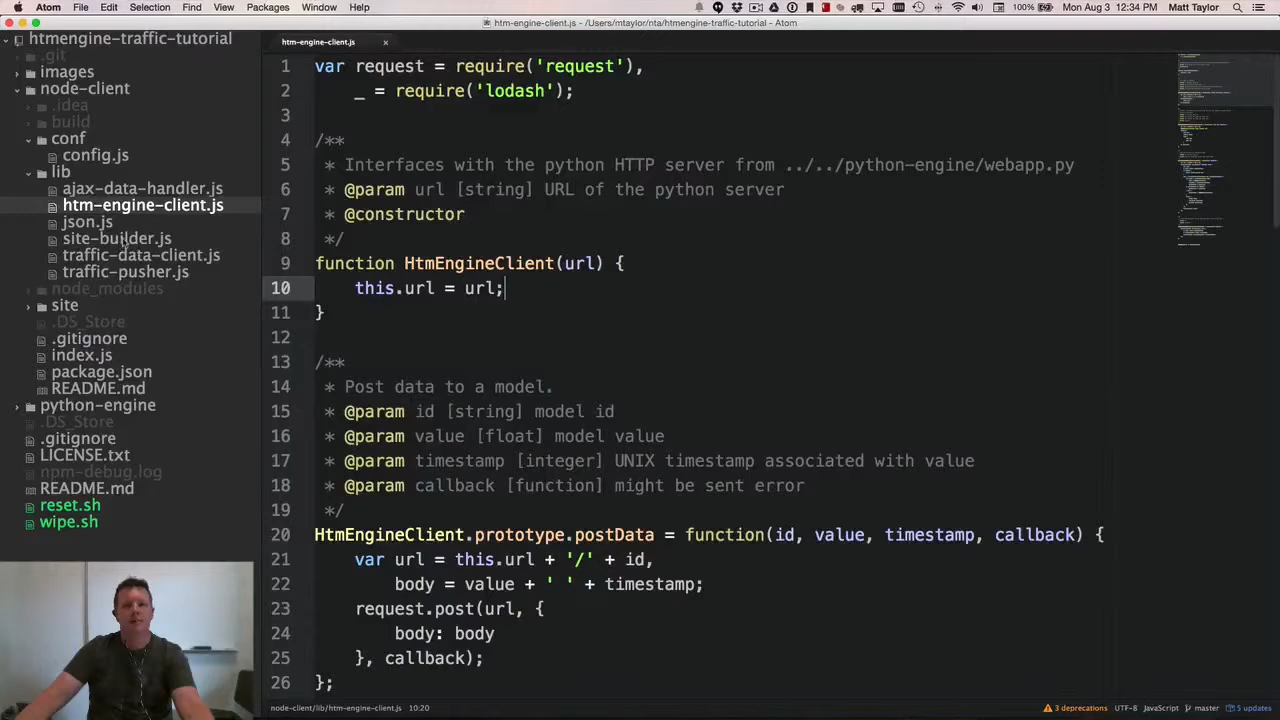 Atom File Edit View Selection Find Packages Window Help 100% Mon Aug 3 12:34 PM Matt Taylor
htm-engine-client.js - /Users/mtaylor/nta/htmengine-traffic-tutorial - Atom
htmengine-traffic-tutorial
.git
images
node-client
.idea
build
conf
config.js
lib
ajax-data-handler.js
htm-engine-client.js
json.js
site-builder.js
traffic-data-client.js
traffic-pusher.js
node_modules
site
.DS_Store
.gitignore
index.js
package.json
README.md
python-engine
.DS_Store
.gitignore
LICENSE.txt
npm-debug.log
README.md
reset.sh
wipe.sh
htm-engine-client.js
1 var request = require('request'),
2 _ = require('lodash');
3
4 /**
5 * Interfaces with the python HTTP server from ../../python-engine/webapp.py
6 * @param url [string] URL of the python server
7 * @constructor
8 */
9 function HtmEngineClient(url) {
10 this.url = url;
11 }
12
13 /**
14 * Post data to a model.
15 * @param id [string] model id
16 * @param value [float] model value
17 * @param timestamp [integer] UNIX timestamp associated with value
18 * @param callback [function] might be sent error
19 */
20 HtmEngineClient.prototype.postData = function(id, value, timestamp, callback) {
21 var url = this.url + '/' + id,
22 body = value + ' ' + timestamp;
23 request.post(url, {
24 body: body
25 }, callback);
26 };
node-client/lib/htm-engine-client.js 10:20 3 deprecations UTF-8 JavaScript master 5 updates